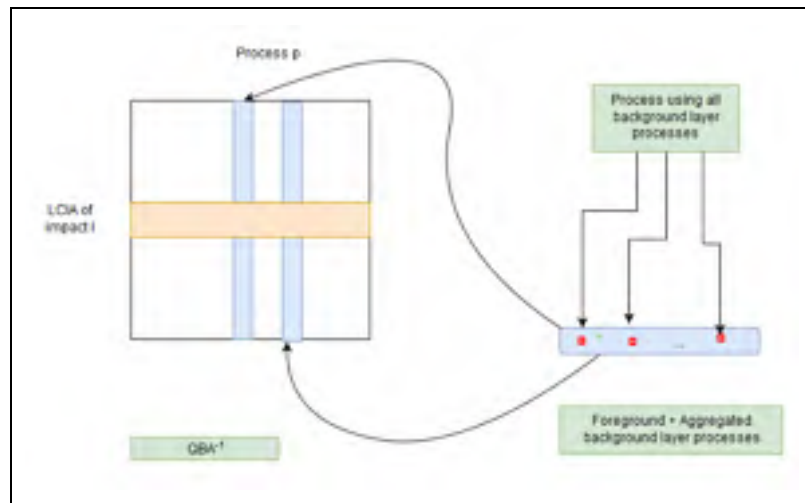 Process p
Process using all
background layer
processes
LCIA of
impact i
Foreground + Aggregated
background layer processes
QBA⁻¹